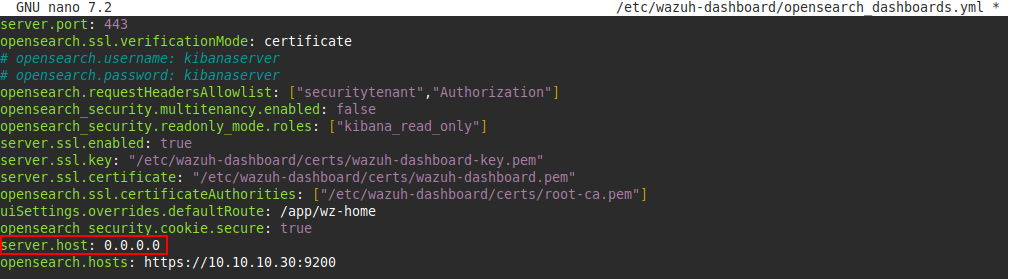 GNU nano 7.2 /etc/wazuh-dashboard/opensearch_dashboards.yml *
server.port: 443
opensearch.ssl.verificationMode: certificate
# opensearch.username: kibanaserver
# opensearch.password: kibanaserver
opensearch.requestHeadersAllowlist: ["securitytenant","Authorization"]
opensearch_security.multitenancy.enabled: false
opensearch_security.readonly_mode.roles: ["kibana_read_only"]
server.ssl.enabled: true
server.ssl.key: "/etc/wazuh-dashboard/certs/wazuh-dashboard-key.pem"
server.ssl.certificate: "/etc/wazuh-dashboard/certs/wazuh-dashboard.pem"
opensearch.ssl.certificateAuthorities: ["/etc/wazuh-dashboard/certs/root-ca.pem"]
uiSettings.overrides.defaultRoute: /app/wz-home
opensearch_security.cookie.secure: true
server.host: 0.0.0.0
opensearch.hosts: https://10.10.10.30:9200